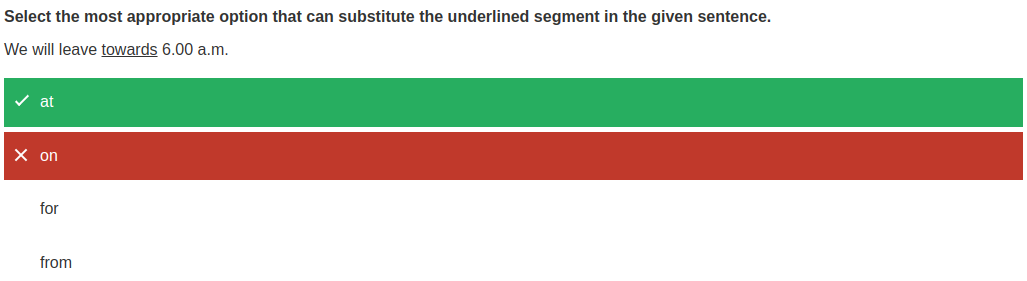 Select the most appropriate option that can substitute the underlined segment in the given sentence.
We will leave towards 6.00 a.m.
at
on
for
from